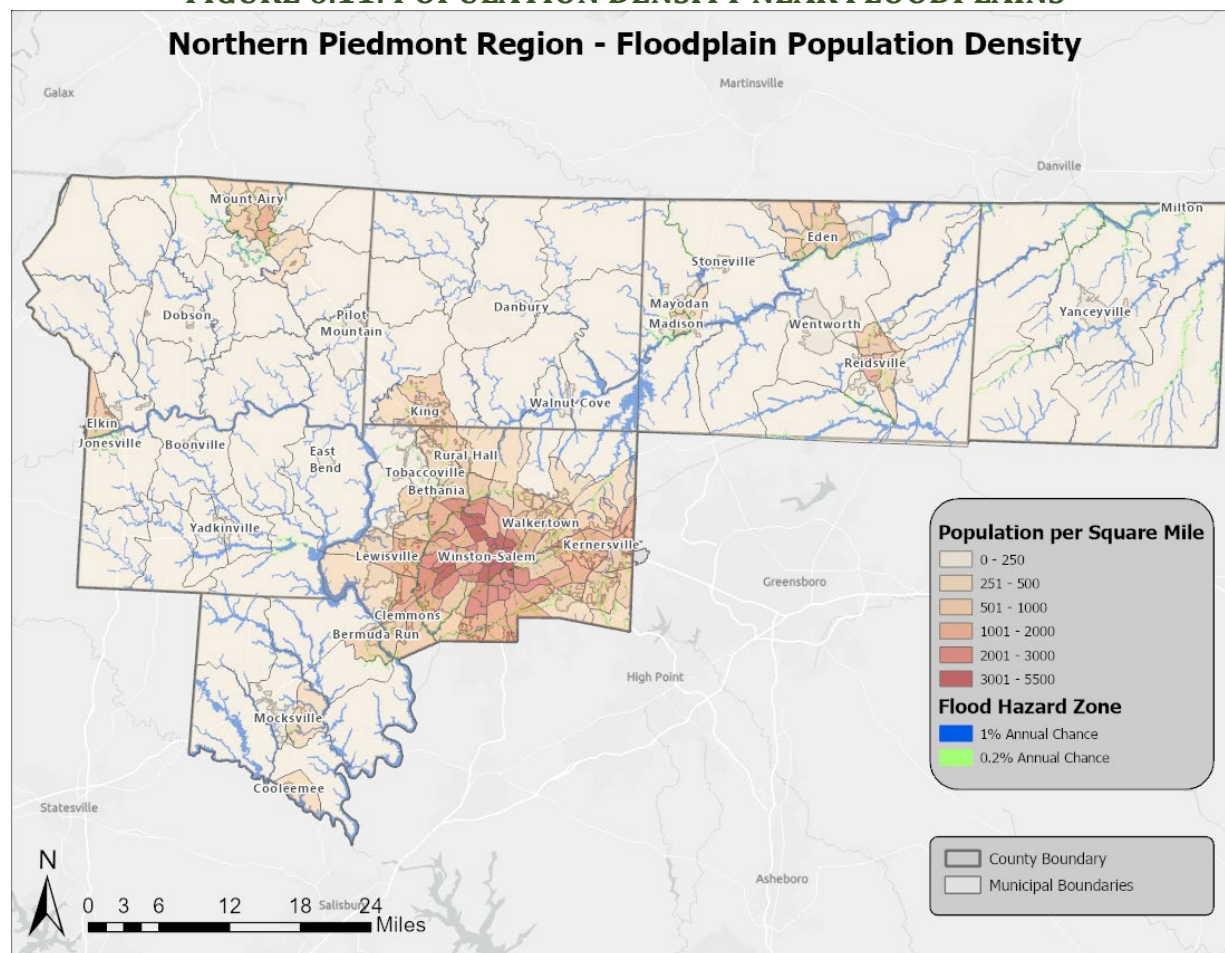 FIGURE 6.11: POPULATION DENSITY NEAR FLOODPLAINS
Northern Piedmont Region - Floodplain Population Density
Galax
Martinsville
Danville
Mount Airy
Milton
Eden
Stoneville
Danbury
Mayodan
Madison
Yanceyville
Dobson
Pilot
Mountain
Wentworth
Reidsville
King
Walnut Cove
Elkin
Jonesville
Boonville
East
Bend
Rural Hall
Tobaccoville
Bethania
Yadkinville
Walkertown
Lewisville
Winston-Salem
Kernersville
Greensboro
Clemmons
Bermuda Run
High Point
Mocksville
Cooleemee
Statesville
Salisbury
Asheboro
Population per Square Mile
0 - 250
251 - 500
501 - 1000
1001 - 2000
2001 - 3000
3001 - 5500
Flood Hazard Zone
1% Annual Chance
0.2% Annual Chance
County Boundary
Municipal Boundaries
N
0 3 6 12 18 24
Miles